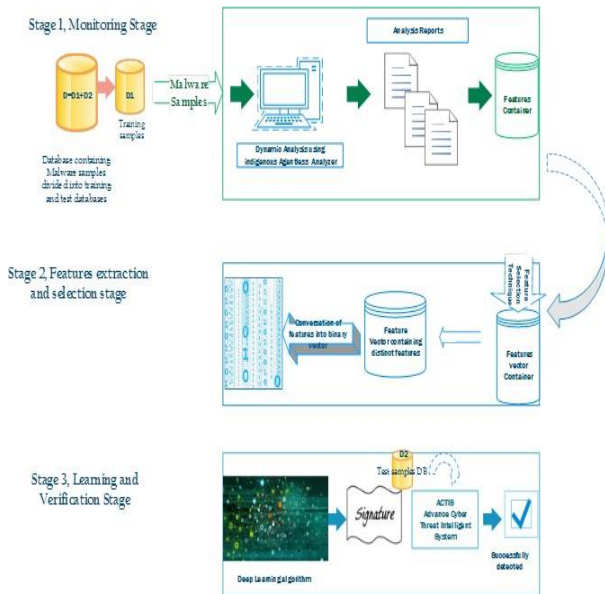 Stage 1, Monitoring Stage
D=D1+D2
D1
Training
samples
Database containing
Malware samples
divided into training
and test databases
Malware
Samples
Dynamic Analysis using
indigenous Agentless Analyzer
Analysis Reports
Features
Container
Stage 2, Features extraction
and selection stage
Feature
Selection
Technique
Features
vector
Container
Feature
Vector containing
distinct features
Conversation of
features into binary
vector
Stage 3, Learning and
Verification Stage
Deep Learning algorithm
Signature
D2
Test samples DB
ACTIS
Advance Cyber
Threat Intelligent
System
Successfully
detected